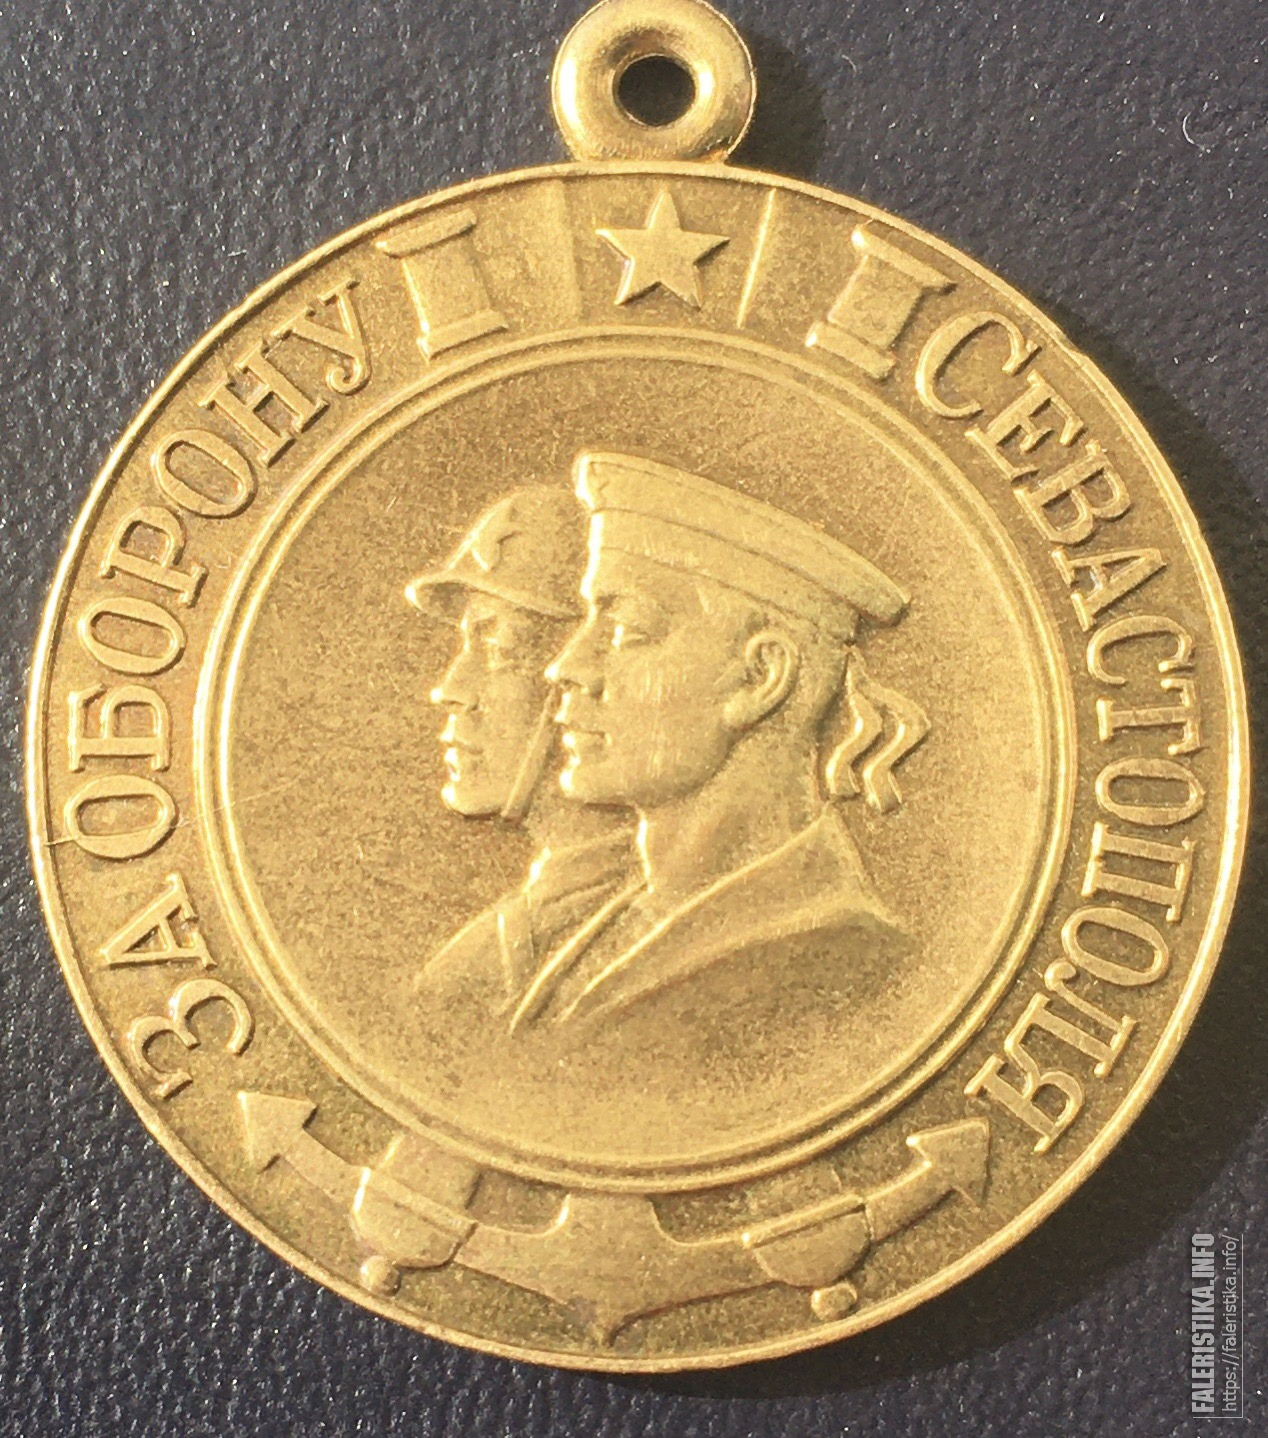 ЗА ОБОРОНУ
СЕВАСТОПОЛЯ
FALERISTIKA.INFO
https://faleristika.info/